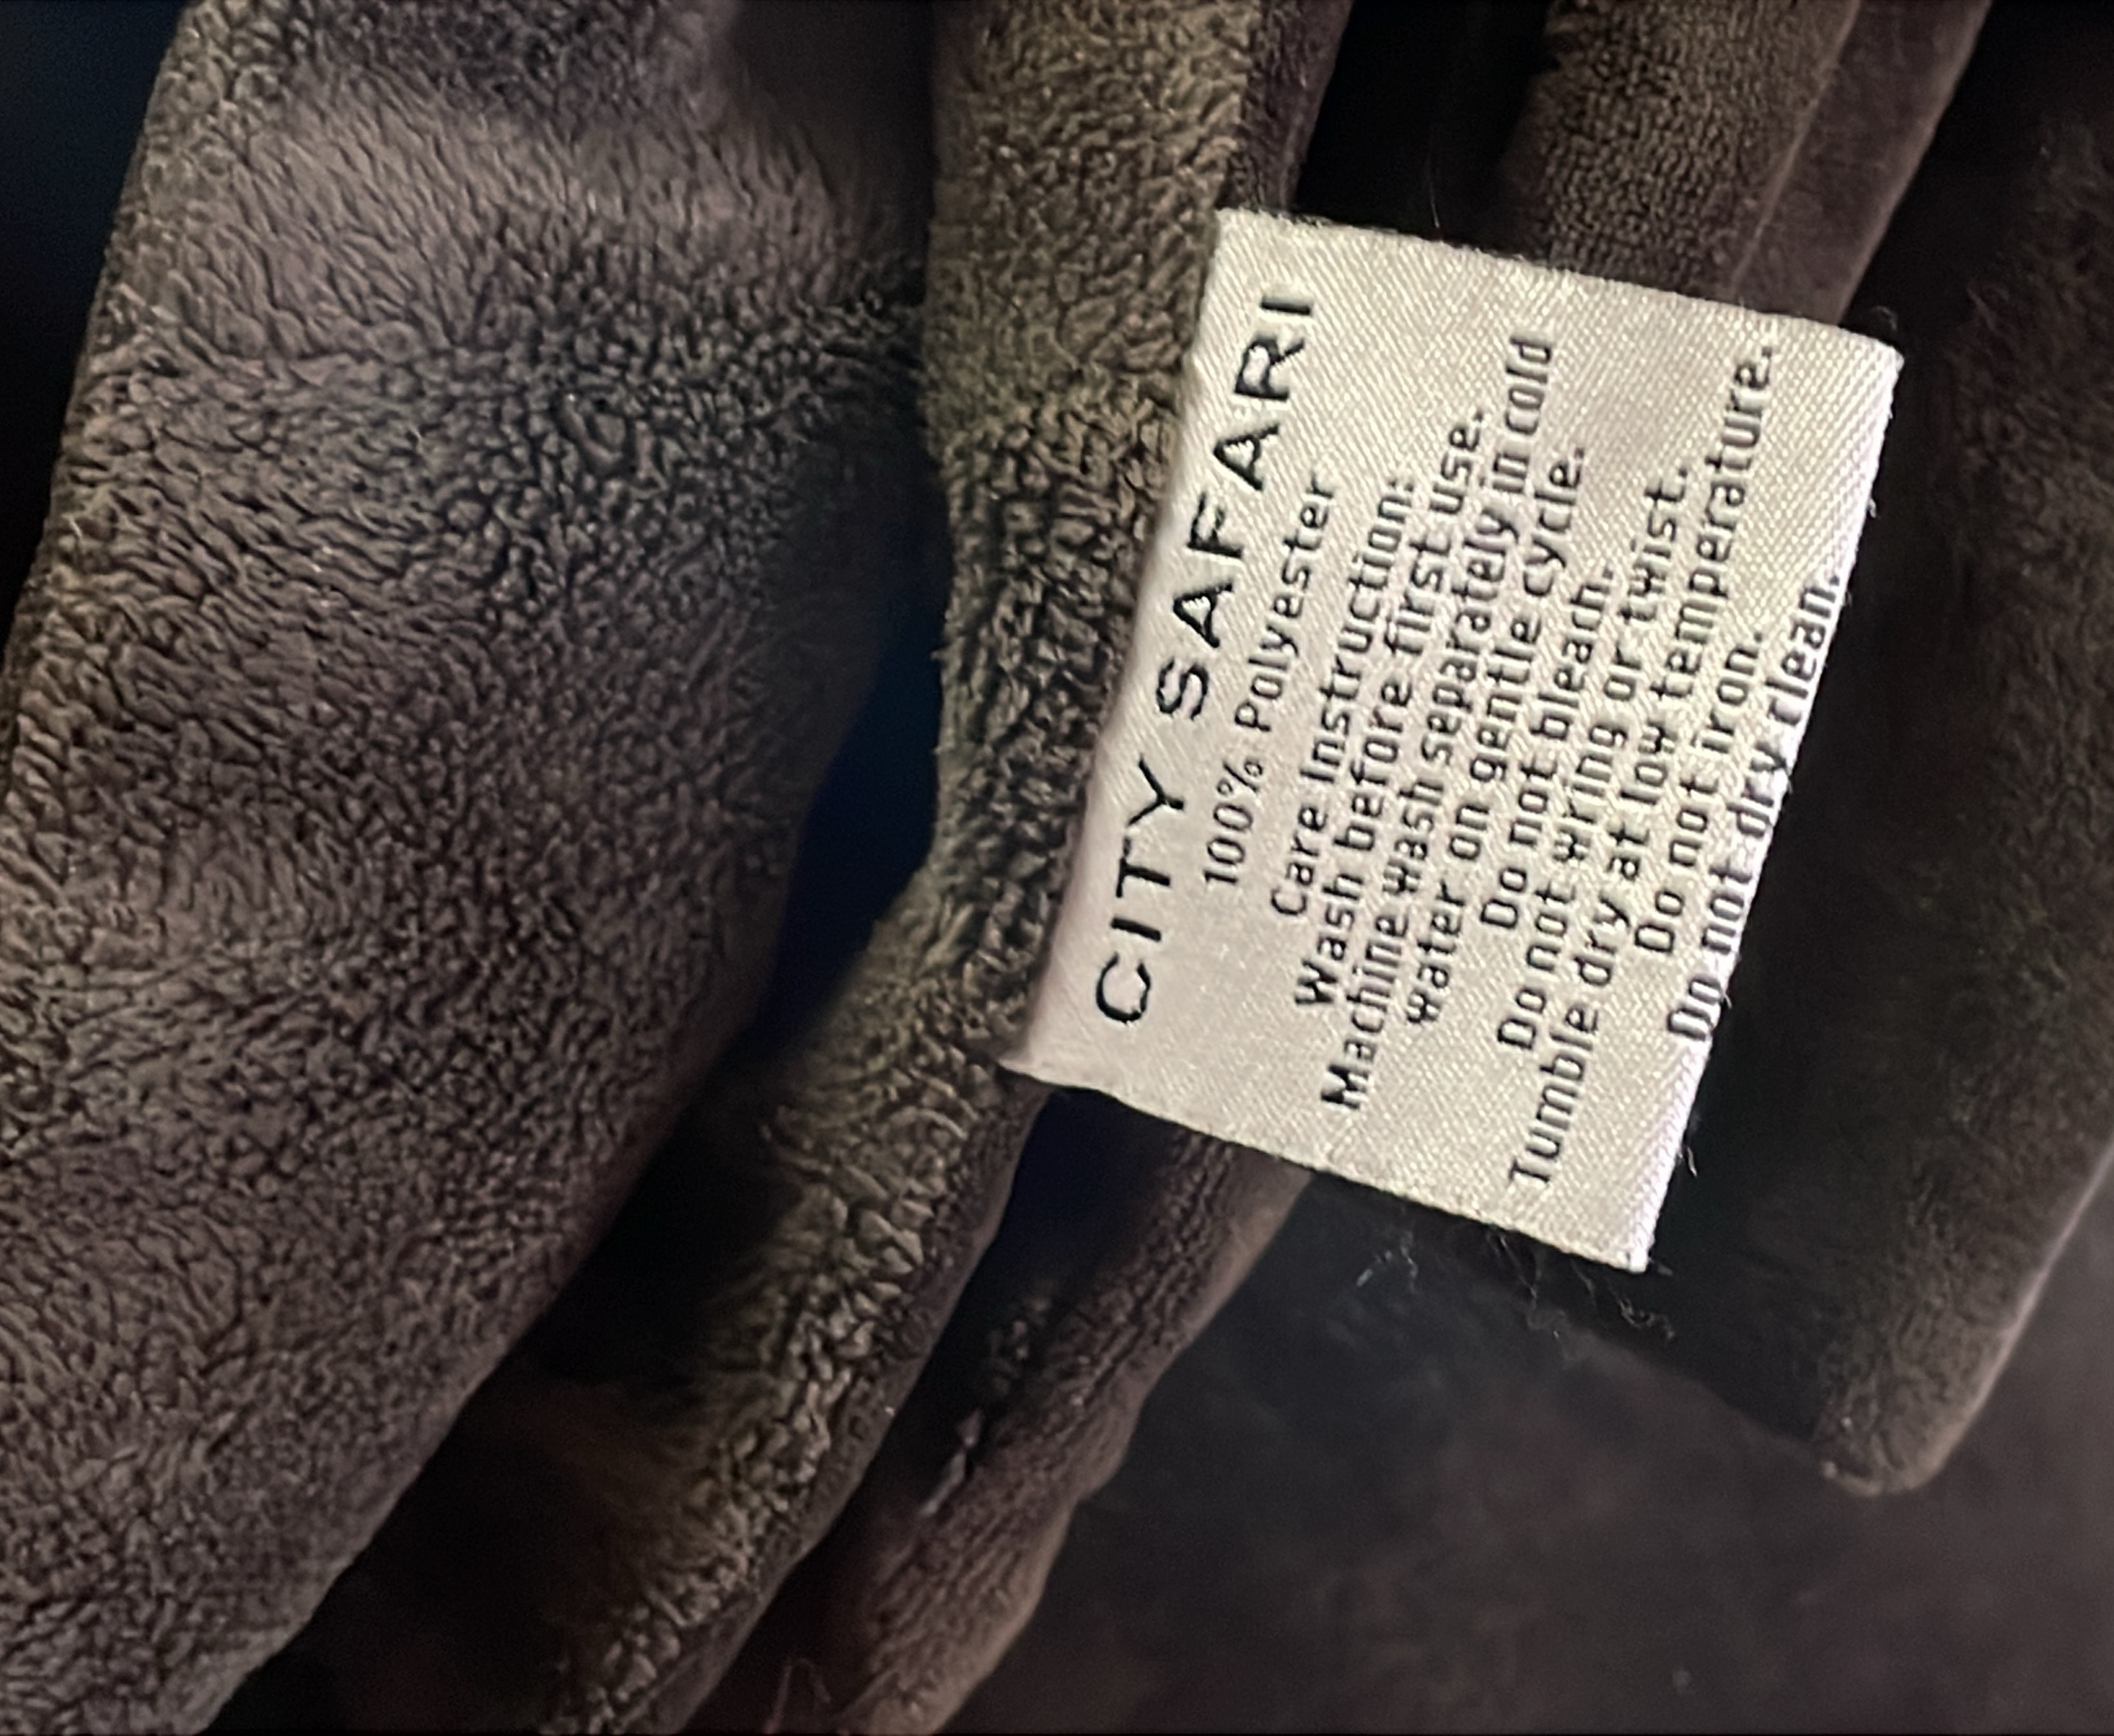 CITY SAFARI
100% Polyester
Care Instruction:
Wash before first use.
Machine wash separately in cold
water on gentle cycle.
Do not bleach.
Do not wring or twist.
Tumble dry at low temperature.
Do not iron.
Do not dry clean.